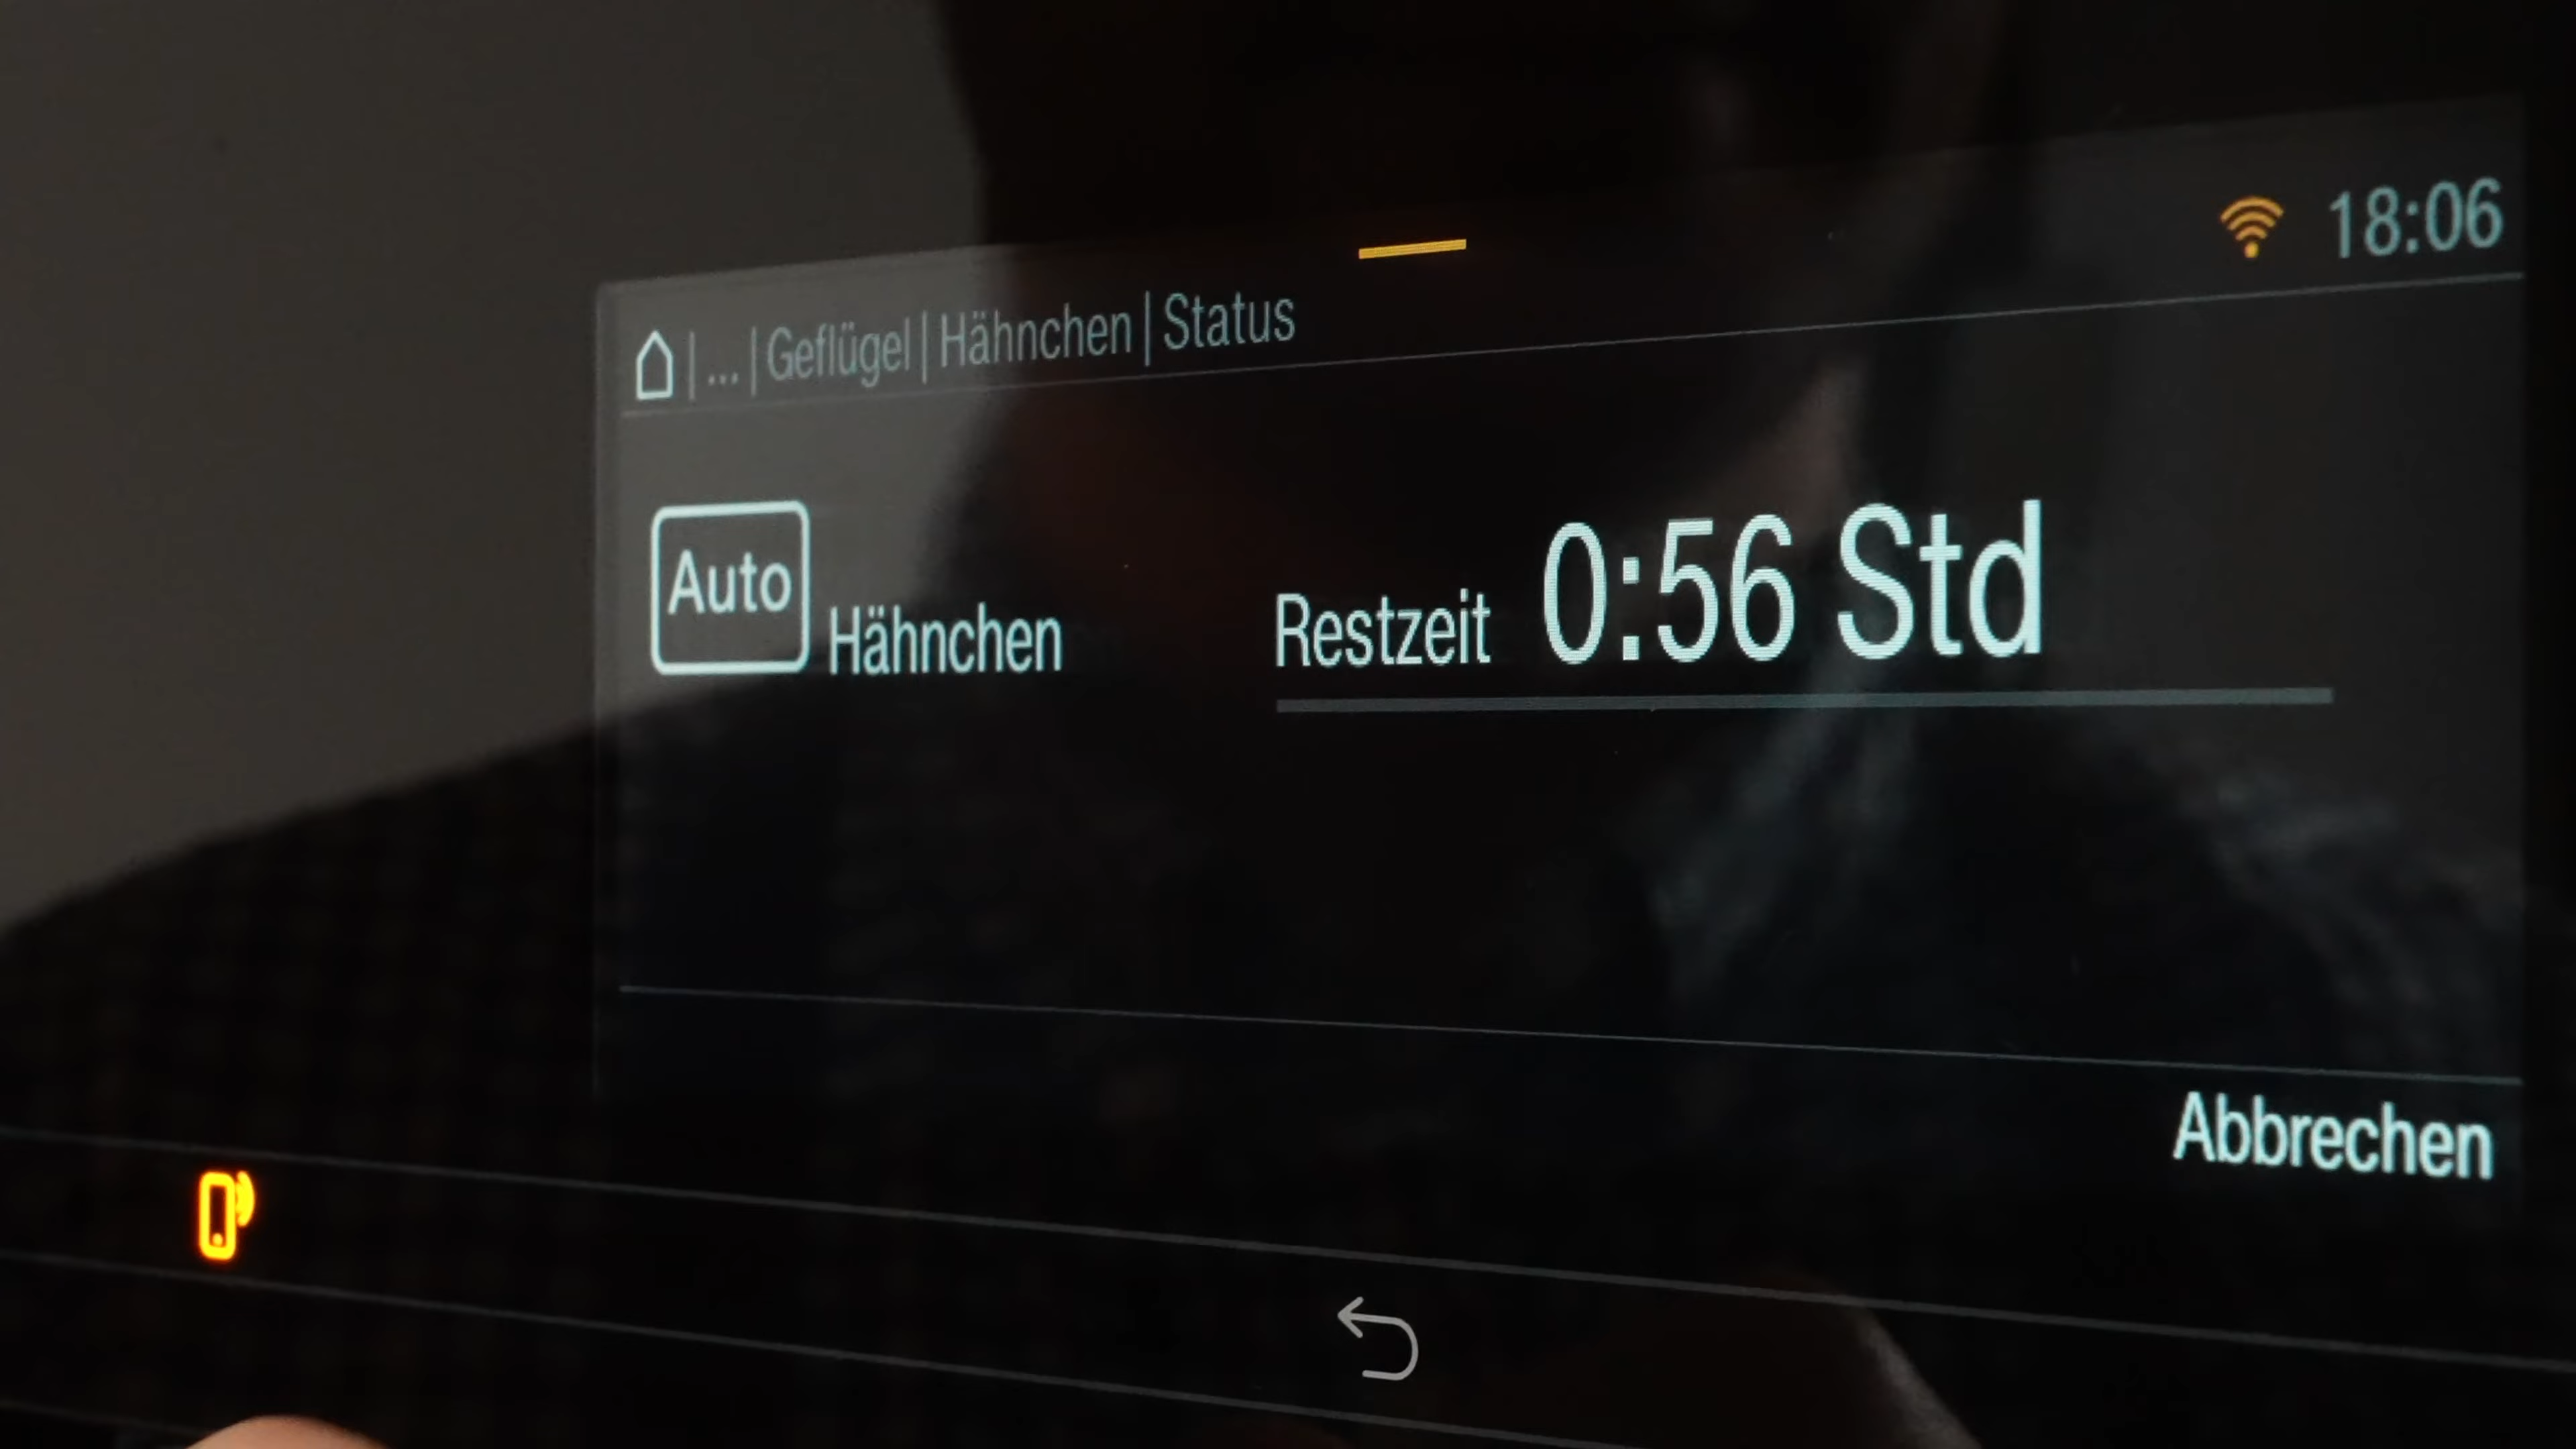 18:06
| ... | Geflügel | Hähnchen | Status
Auto Hähnchen Restzeit 0:56 Std
Abbrechen